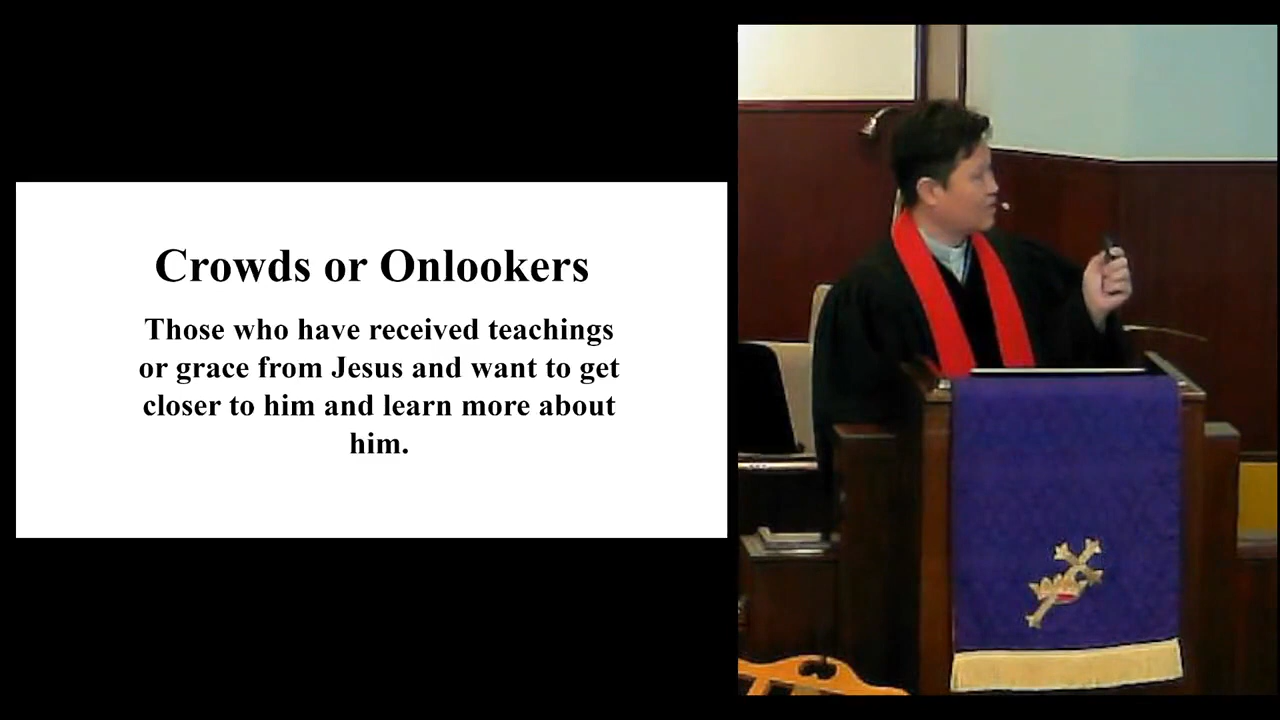 Crowds or Onlookers
Those who have received teachings
or grace from Jesus and want to get
closer to him and learn more about
him.